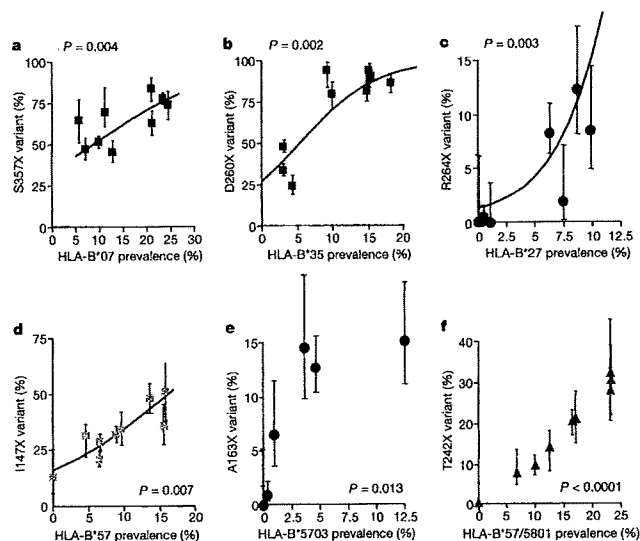 a
P = 0.004
S357X variant (%)
100
75
50
25
0
0 5 10 15 20 25 30
HLA-B*07 prevalence (%)
b
P = 0.002
D260X variant (%)
100
75
50
25
0
0 5 10 15 20
HLA-B*35 prevalence (%)
c
P = 0.003
R264X variant (%)
15
10
5
0
0 2.5 5 7.5 10 12.5
HLA-B*27 prevalence (%)
d
I147X variant (%)
75
50
25
0
0 5 10 15 20
P = 0.007
HLA-B*57 prevalence (%)
e
A163X variant (%)
15
10
5
0
0 2.5 5 7.5 10 12.5
P = 0.013
HLA-B*5703 prevalence (%)
f
T242X variant (%)
40
30
20
10
0
0 5 10 15 20 25
P < 0.0001
HLA-B*57/5801 prevalence (%)